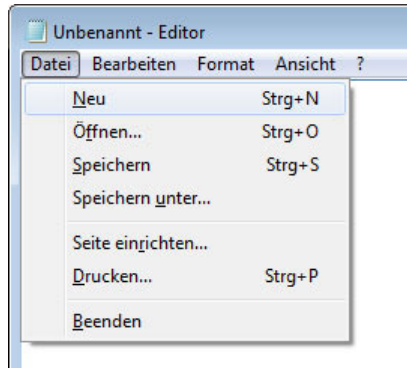 Unbenannt - Editor
Datei Bearbeiten Format Ansicht ?
Neu Strg+N
Öffnen... Strg+O
Speichern Strg+S
Speichern unter...
Seite einrichten...
Drucken... Strg+P
Beenden